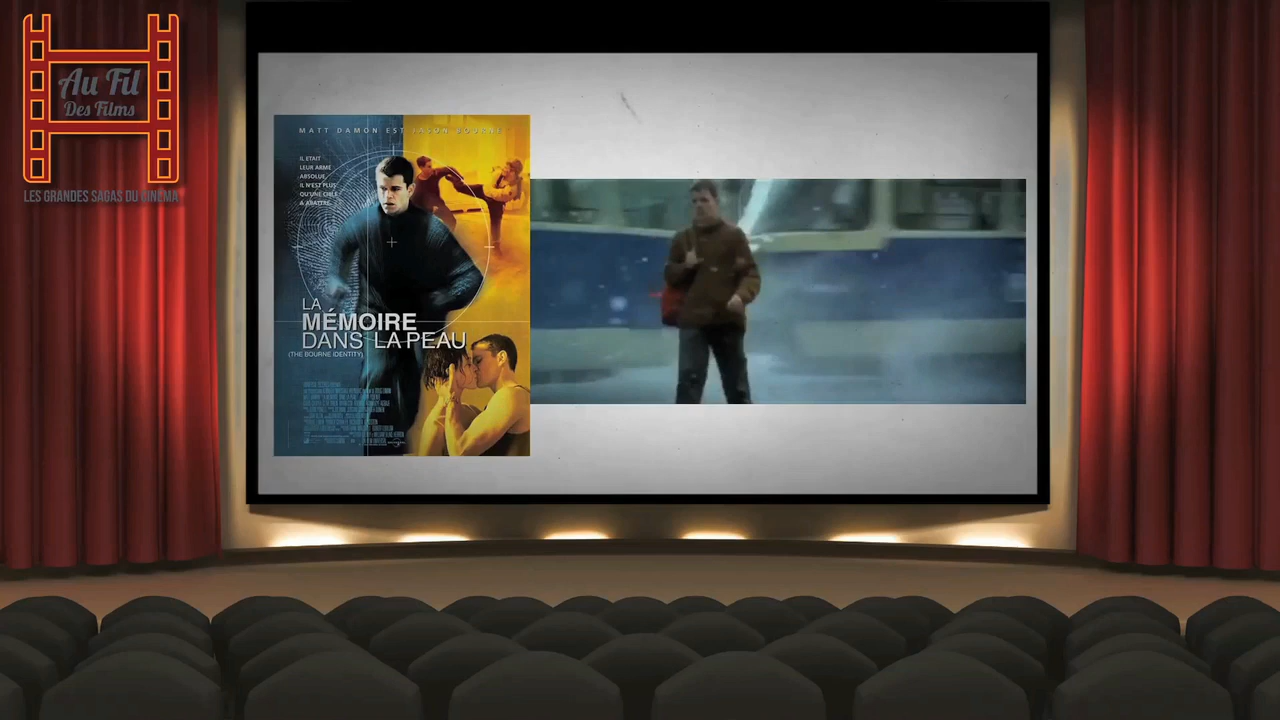 Au Fil
Des Films
LES GRANDES SAGAS DU CINÉMA
MATT DAMON EST JASON BOURNE
IL ETAIT
LEUR ARME
ABSOLUE
IL N'EST PLUS
QU'UNE CIBLE
A ABATTRE.
LA
MÉMOIRE
DANS LA PEAU
(THE BOURNE IDENTITY)